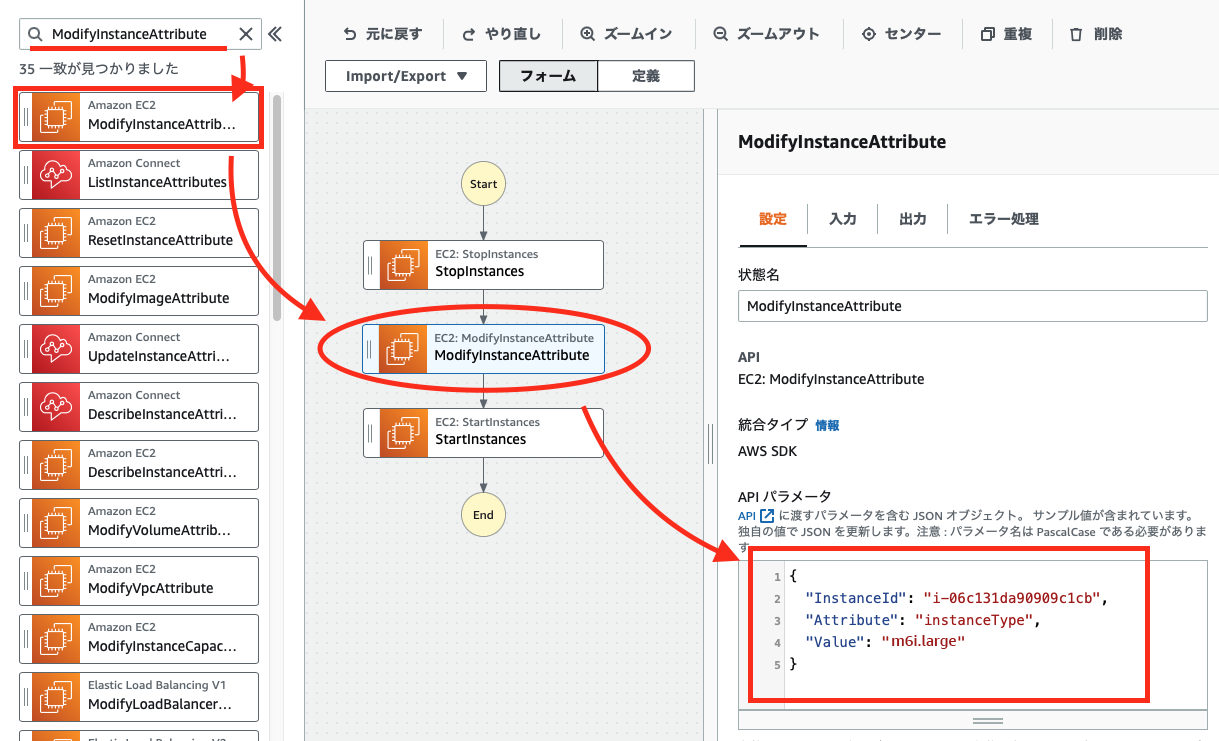 ModifyInstanceAttribute
35 一致が見つかりました
Amazon EC2
ModifyInstanceAttrib...
Amazon Connect
ListInstanceAttributes
Amazon EC2
ResetInstanceAttribute
Amazon EC2
ModifyImageAttribute
Amazon Connect
UpdateInstanceAttri...
Amazon Connect
DescribeInstanceAttri...
Amazon EC2
DescribeInstanceAttri...
Amazon EC2
ModifyVolumeAttrib...
Amazon EC2
ModifyVpcAttribute
Amazon EC2
ModifyInstanceCapac...
Elastic Load Balancing V1
ModifyLoadBalancer...
元に戻す
やり直し
ズームイン
ズームアウト
センター
重複
削除
Import/Export ▼
フォーム
定義
Start
EC2: StopInstances
StopInstances
EC2: ModifyInstanceAttribute
ModifyInstanceAttribute
EC2: StartInstances
StartInstances
End
ModifyInstanceAttribute
設定
入力
出力
エラー処理
状態名
ModifyInstanceAttribute
API
EC2: ModifyInstanceAttribute
統合タイプ 情報
AWS SDK
API パラメータ
API に渡すパラメータを含む JSON オブジェクト。 サンプル値が含まれています。
独自の値で JSON を更新します。注意 : パラメータ名は PascalCase である必要がありま
す
1 {
2 "InstanceId": "i-06c131da90909c1cb",
3 "Attribute": "instanceType",
4 "Value": "m6i.large"
5 }